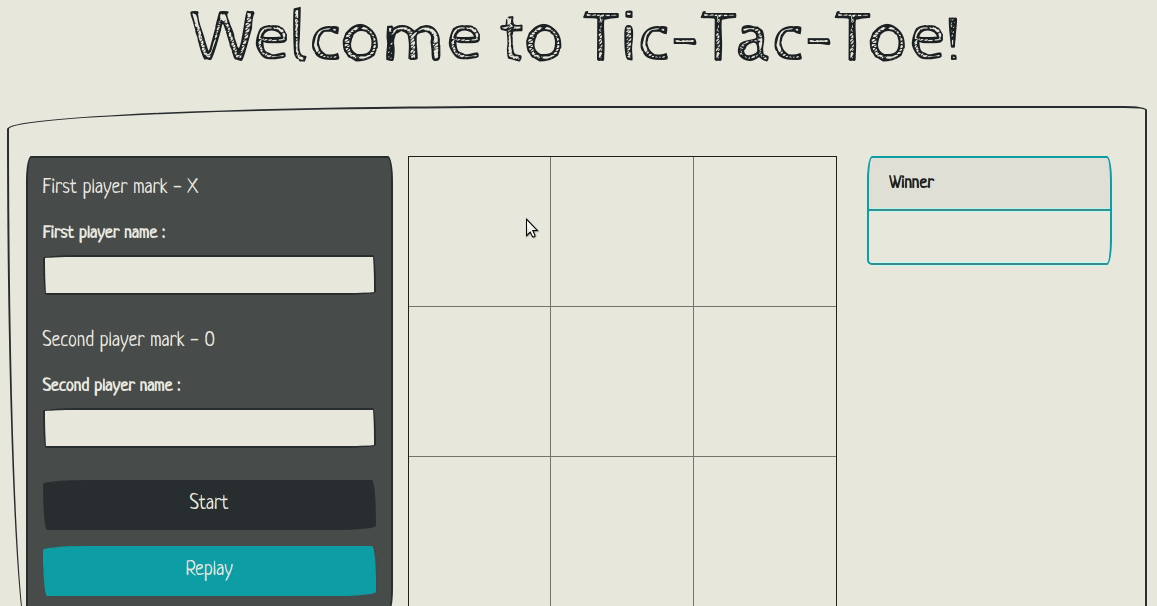 Welcome to Tic-Tac-Toe!
First player mark - X
First player name :
Second player mark - O
Second player name :
Start
Replay
Winner